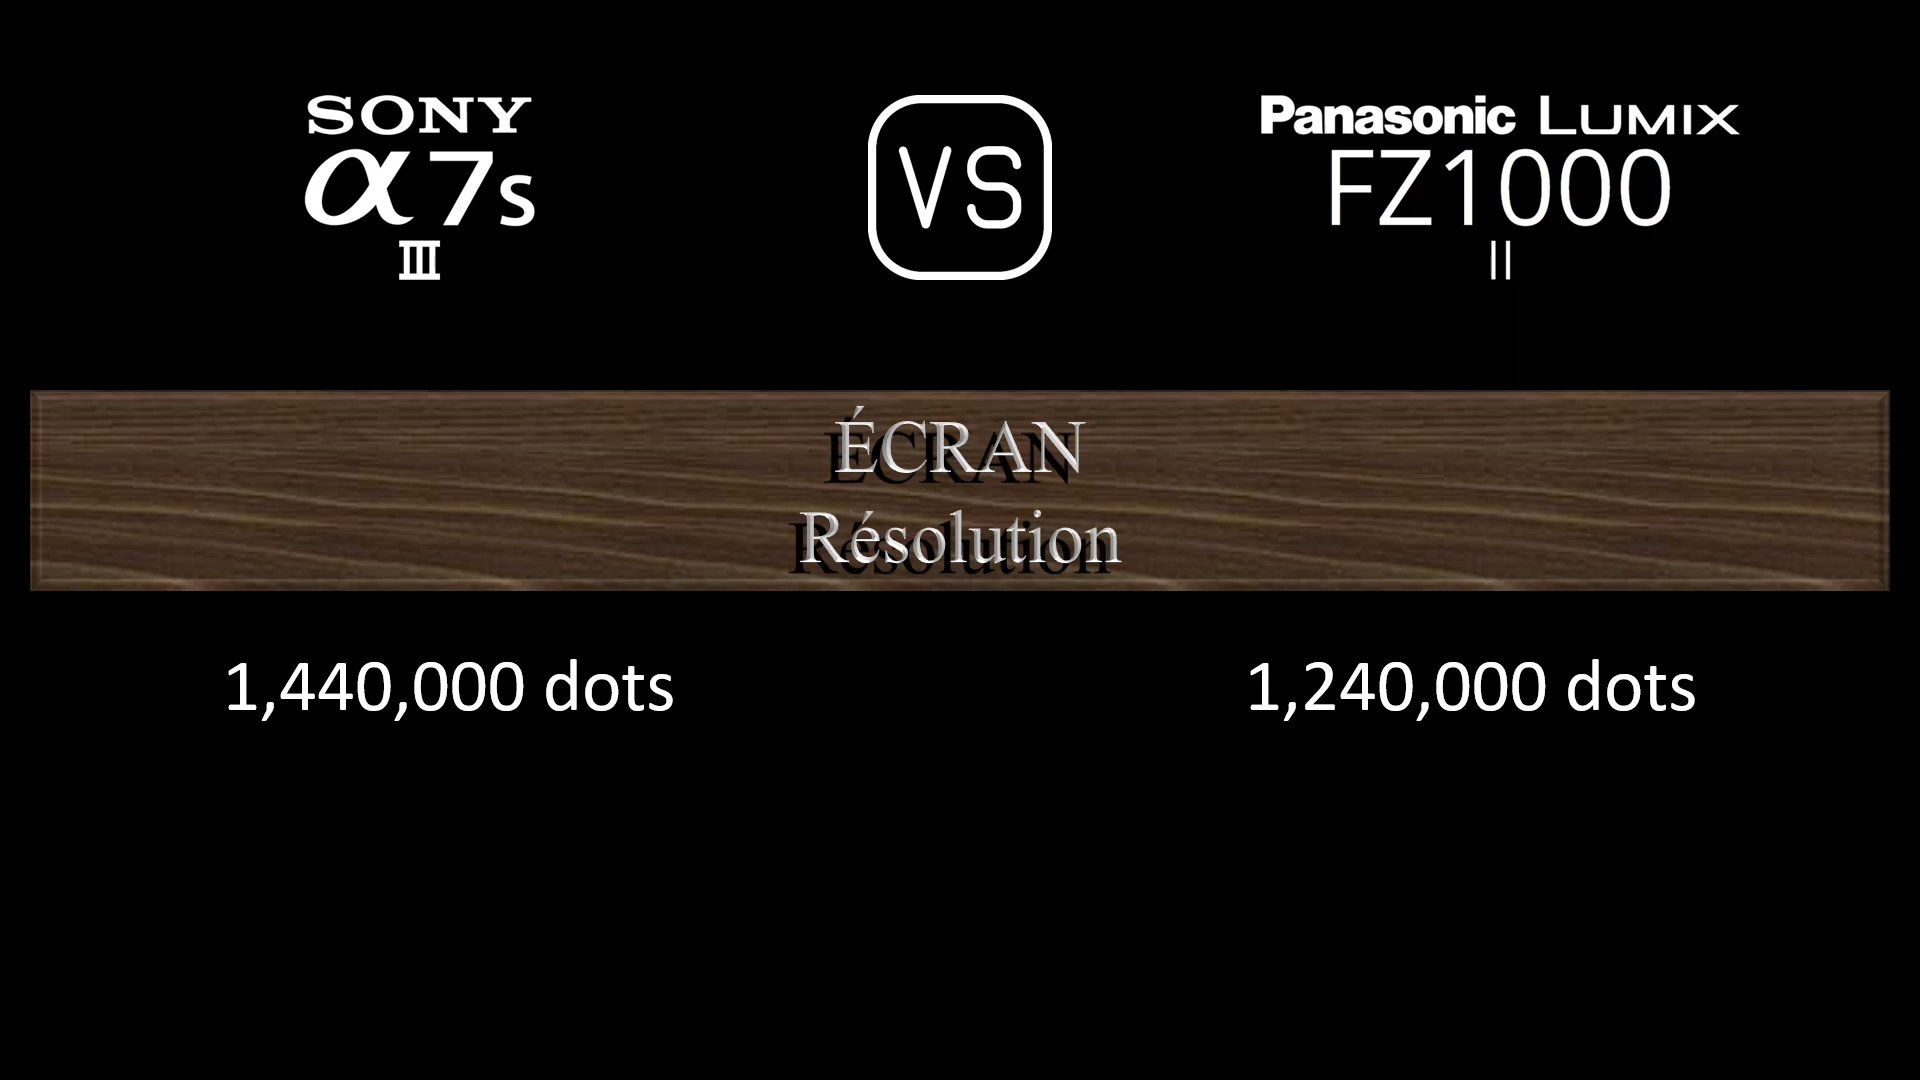 SONY
α7s
III
VS
Panasonic LUMIX
FZ1000
II
ÉCRAN
Résolution
1,440,000 dots
1,240,000 dots